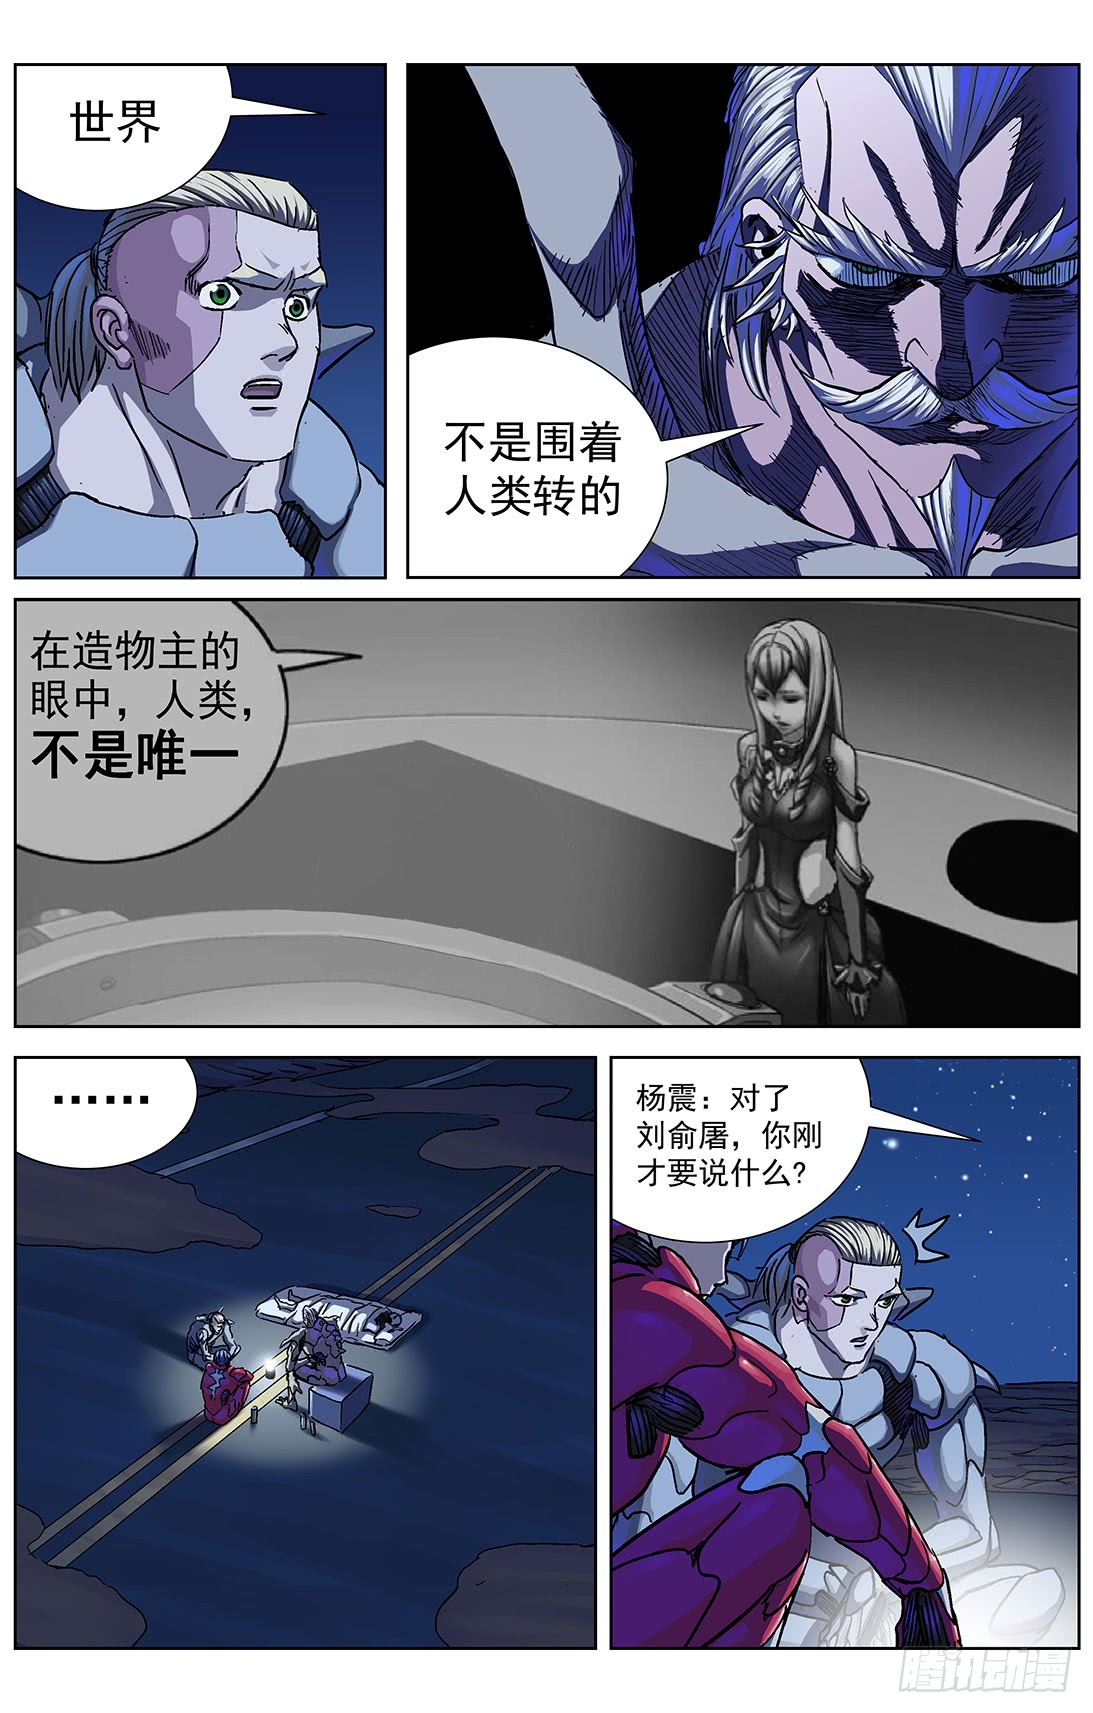 世界
不是围着
人类转的
在造物主的
眼中，人类，
不是唯一
……
杨震：对了
刘俞屠，你刚
才要说什么?
腾讯动漫